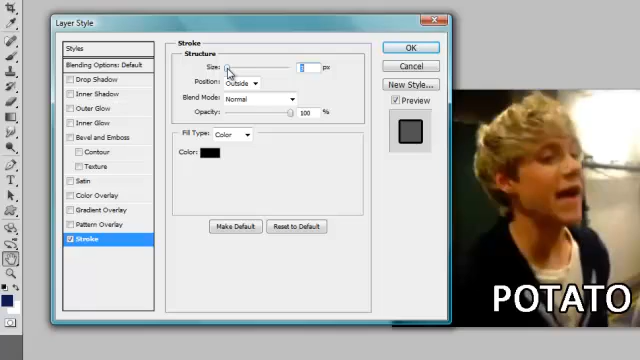 Layer Style
Styles
Blending Options: Default
Drop Shadow
Inner Shadow
Outer Glow
Inner Glow
Bevel and Emboss
Contour
Texture
Satin
Color Overlay
Gradient Overlay
Pattern Overlay
Stroke
Stroke
Structure
Size: px
Position: Outside
Blend Mode: Normal
Opacity: 100 %
Fill Type: Color
Color:
Make Default
Reset to Default
OK
Cancel
New Style...
Preview
POTATO